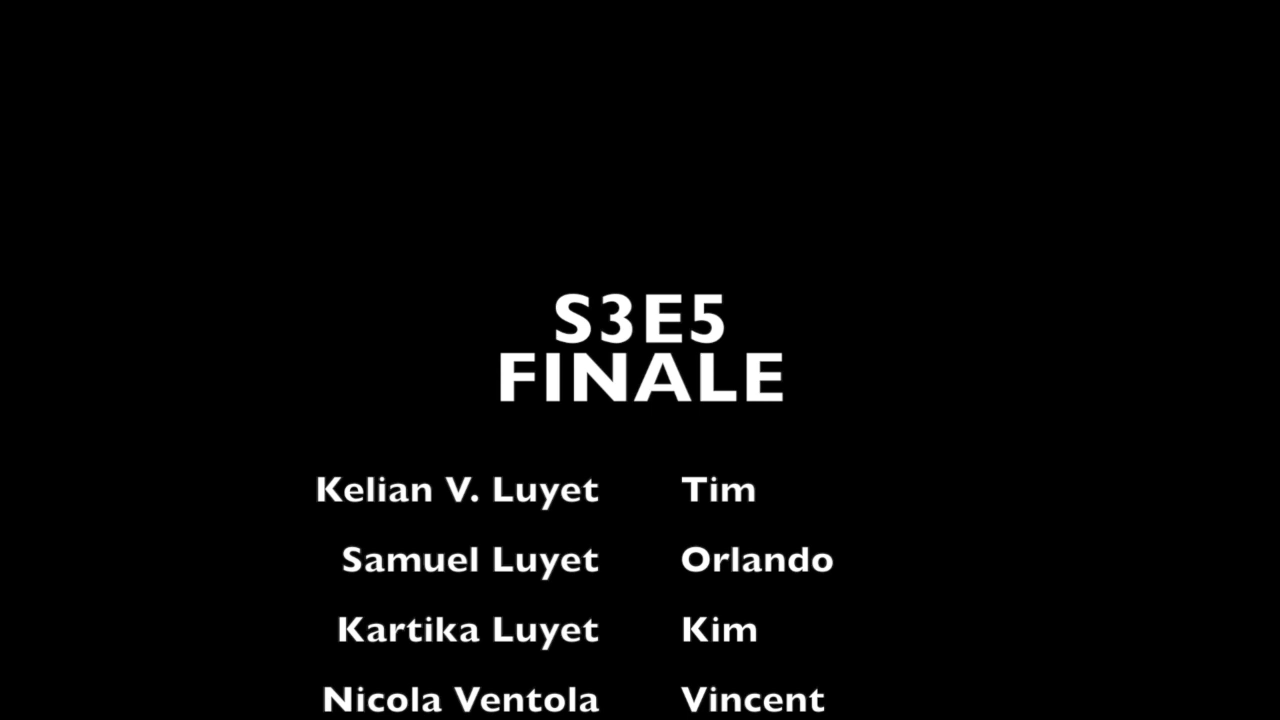 S3E5
FINALE
Kelian V. Luyet Tim
Samuel Luyet Orlando
Kartika Luyet Kim
Nicola Ventola Vincent